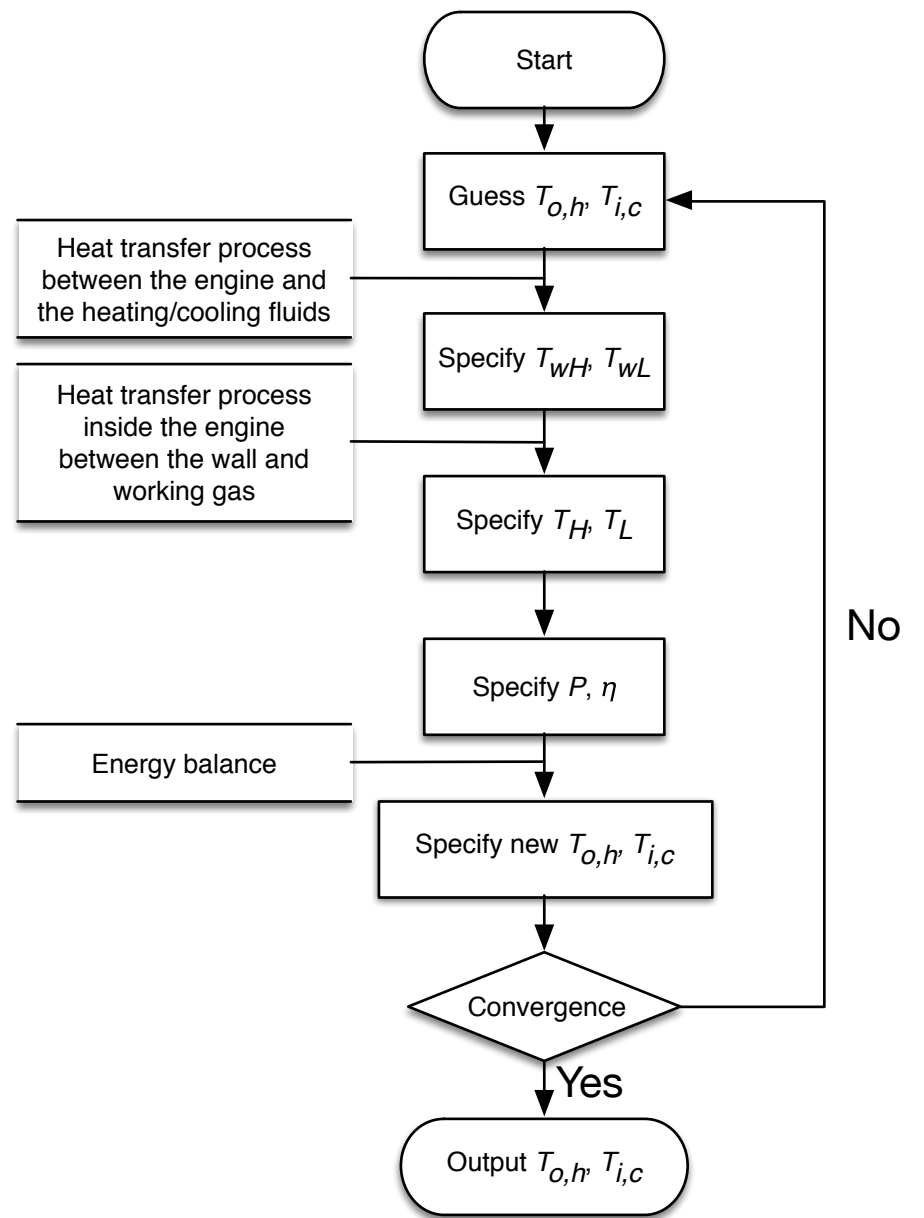 Start
Guess T_{o,h}, T_{i,c}
Heat transfer process
between the engine and
the heating/cooling fluids
Specify T_{wH}, T_{wL}
Heat transfer process
inside the engine
between the wall and
working gas
Specify T_H, T_L
No
Specify P, η
Energy balance
Specify new T_{o,h}, T_{i,c}
Convergence
Yes
Output T_{o,h}, T_{i,c}